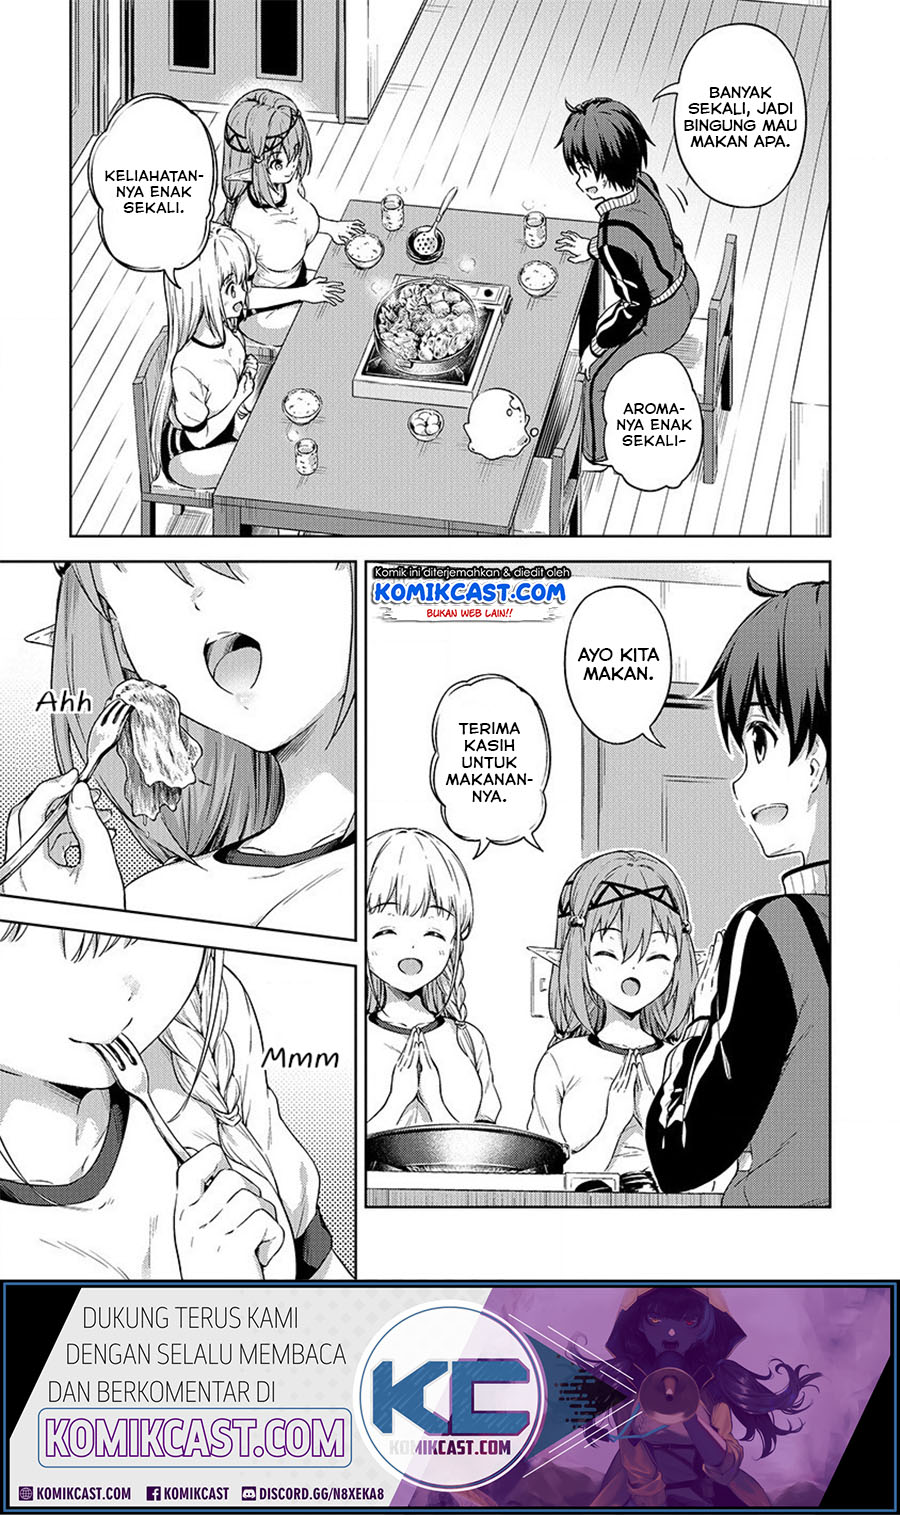 BANYAK
SEKALI, JADI
BINGUNG MAU
MAKAN APA.
KELIAHATAN-
NYA ENAK
SEKALI.
AROMA-
NYA ENAK
SEKALI~
Komik ini diterjemahkan & diedit oleh
KOMIKCAST.COM
BUKAN WEB LAIN!!
AYO KITA
MAKAN.
TERIMA
KASIH
UNTUK
MAKANAN-
NYA.
Ahh
Mmm
DUKUNG TERUS KAMI
DENGAN SELALU MEMBACA
DAN BERKOMENTAR DI
KOMIKCAST.COM
KOMIKCAST.COM
KOMIKCAST
DISCORD.GG/N8XEKA8
KC
KOMIKCAST.COM